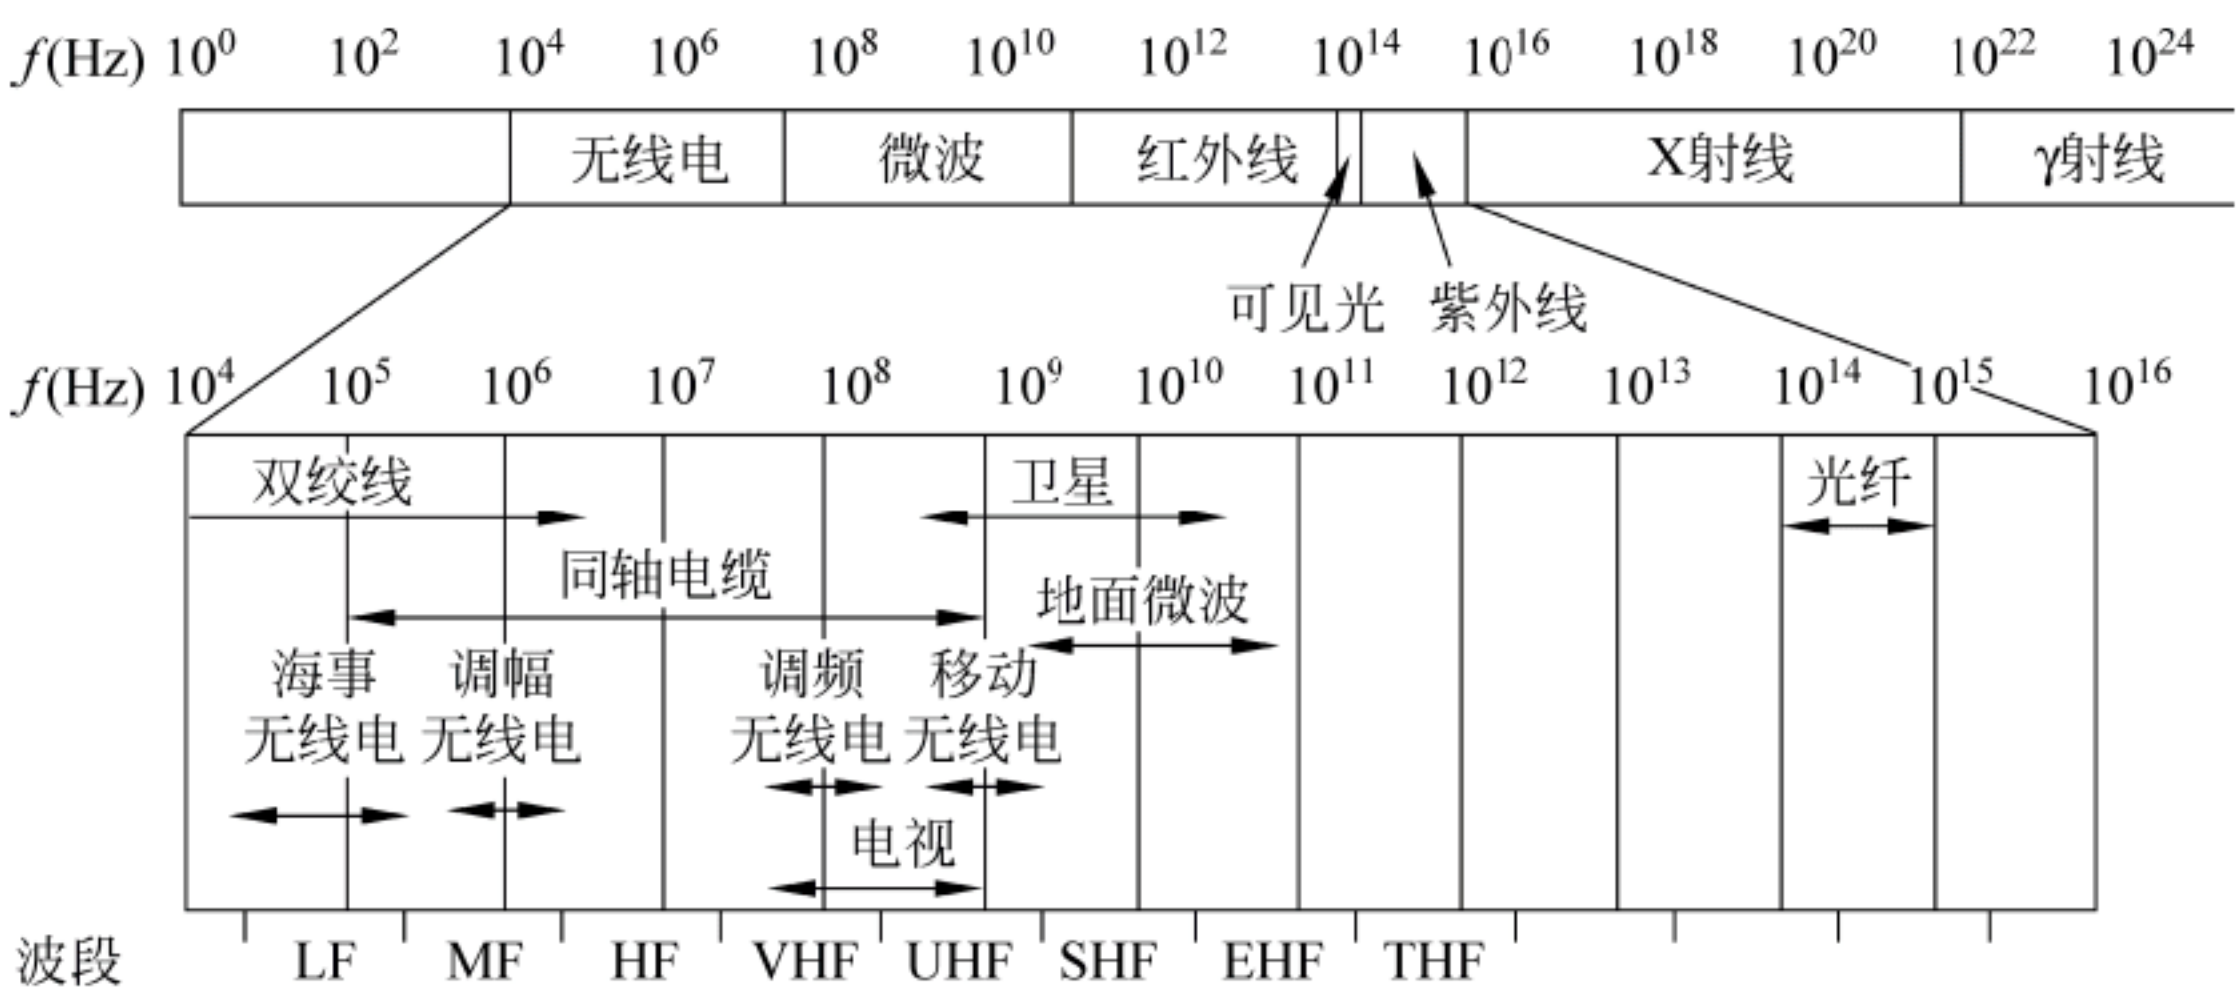 f(Hz) 10⁰ 10² 10⁴ 10⁶ 10⁸ 10¹⁰ 10¹² 10¹⁴ 10¹⁶ 10¹⁸ 10²⁰ 10²² 10²⁴
无线电 微波 红外线 X射线 γ射线
可见光 紫外线
f(Hz) 10⁴ 10⁵ 10⁶ 10⁷ 10⁸ 10⁹ 10¹⁰ 10¹¹ 10¹² 10¹³ 10¹⁴ 10¹⁵ 10¹⁶
双绞线 卫星 光纤
同轴电缆 地面微波
海事 调幅 调频 移动
无线电 无线电 无线电 无线电
电视
波段 LF MF HF VHF UHF SHF EHF THF